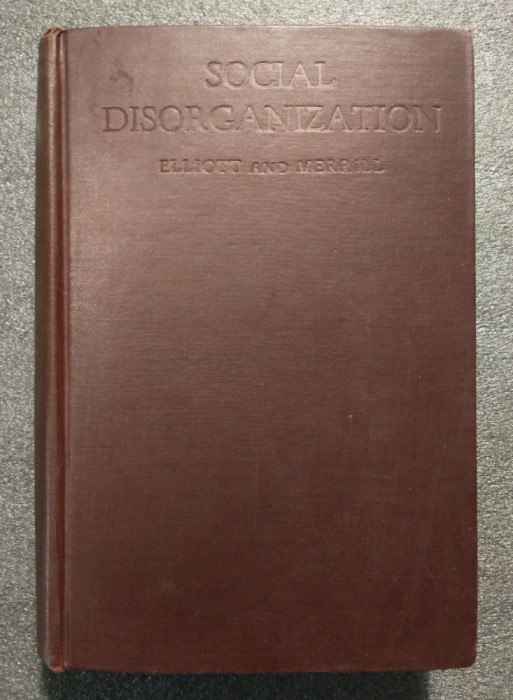 SOCIAL
DISORGANIZATION
ELLIOTT AND MERRILL